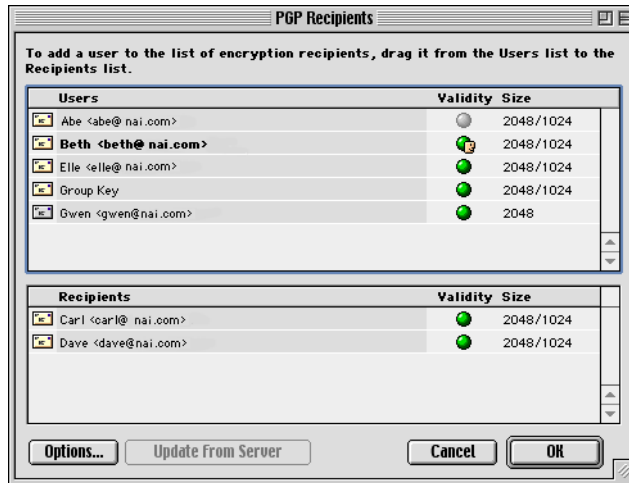 PGP Recipients
To add a user to the list of encryption recipients, drag it from the Users list to the
Recipients list.
Users Validity Size
Abe <abe@ nai.com> 2048/1024
Beth <beth@ nai.com> 2048/1024
Elle <elle@ nai.com> 2048/1024
Group Key 2048/1024
Gwen <gwen@nai.com> 2048
Recipients Validity Size
Carl <carl@ nai.com> 2048/1024
Dave <dave@nai.com> 2048/1024
Options... Update From Server Cancel OK